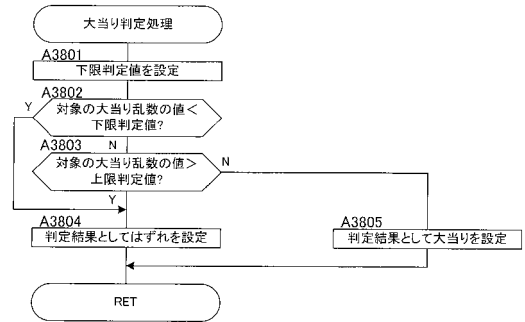 大当り判定処理
A3801
下限判定値を設定
A3802
Y
対象の大当り乱数の値<
下限判定値?
A3803
N
対象の大当り乱数の値>
上限判定値?
N
Y
A3804
判定結果としてはずれを設定
A3805
判定結果として大当りを設定
RET